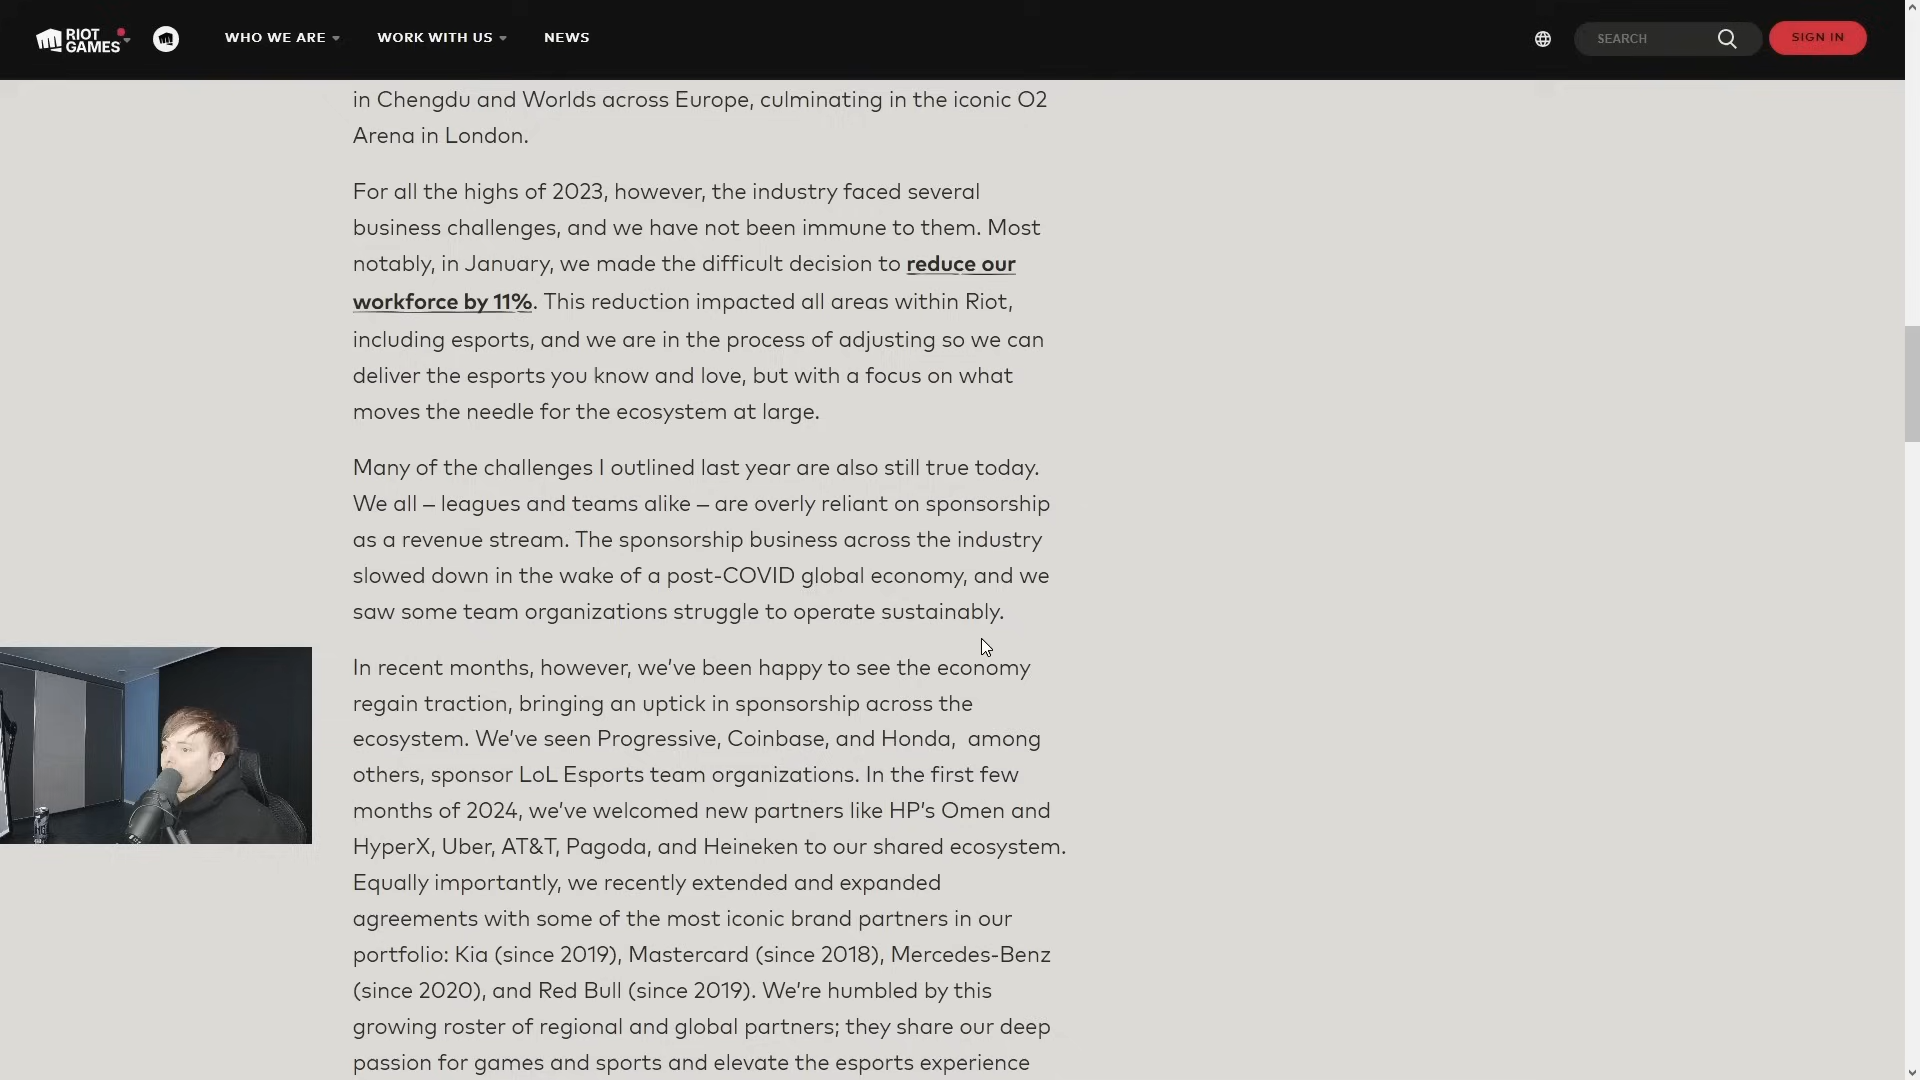 RIOT
GAMES
WHO WE ARE
WORK WITH US
NEWS
SEARCH
SIGN IN
in Chengdu and Worlds across Europe, culminating in the iconic O2
Arena in London.
For all the highs of 2023, however, the industry faced several
business challenges, and we have not been immune to them. Most
notably, in January, we made the difficult decision to reduce our
workforce by 11%. This reduction impacted all areas within Riot,
including esports, and we are in the process of adjusting so we can
deliver the esports you know and love, but with a focus on what
moves the needle for the ecosystem at large.
Many of the challenges I outlined last year are also still true today.
We all – leagues and teams alike – are overly reliant on sponsorship
as a revenue stream. The sponsorship business across the industry
slowed down in the wake of a post-COVID global economy, and we
saw some team organizations struggle to operate sustainably.
In recent months, however, we’ve been happy to see the economy
regain traction, bringing an uptick in sponsorship across the
ecosystem. We’ve seen Progressive, Coinbase, and Honda,  among
others, sponsor LoL Esports team organizations. In the first few
months of 2024, we’ve welcomed new partners like HP’s Omen and
HyperX, Uber, AT&T, Pagoda, and Heineken to our shared ecosystem.
Equally importantly, we recently extended and expanded
agreements with some of the most iconic brand partners in our
portfolio: Kia (since 2019), Mastercard (since 2018), Mercedes-Benz
(since 2020), and Red Bull (since 2019). We’re humbled by this
growing roster of regional and global partners; they share our deep
passion for games and sports and elevate the esports experience